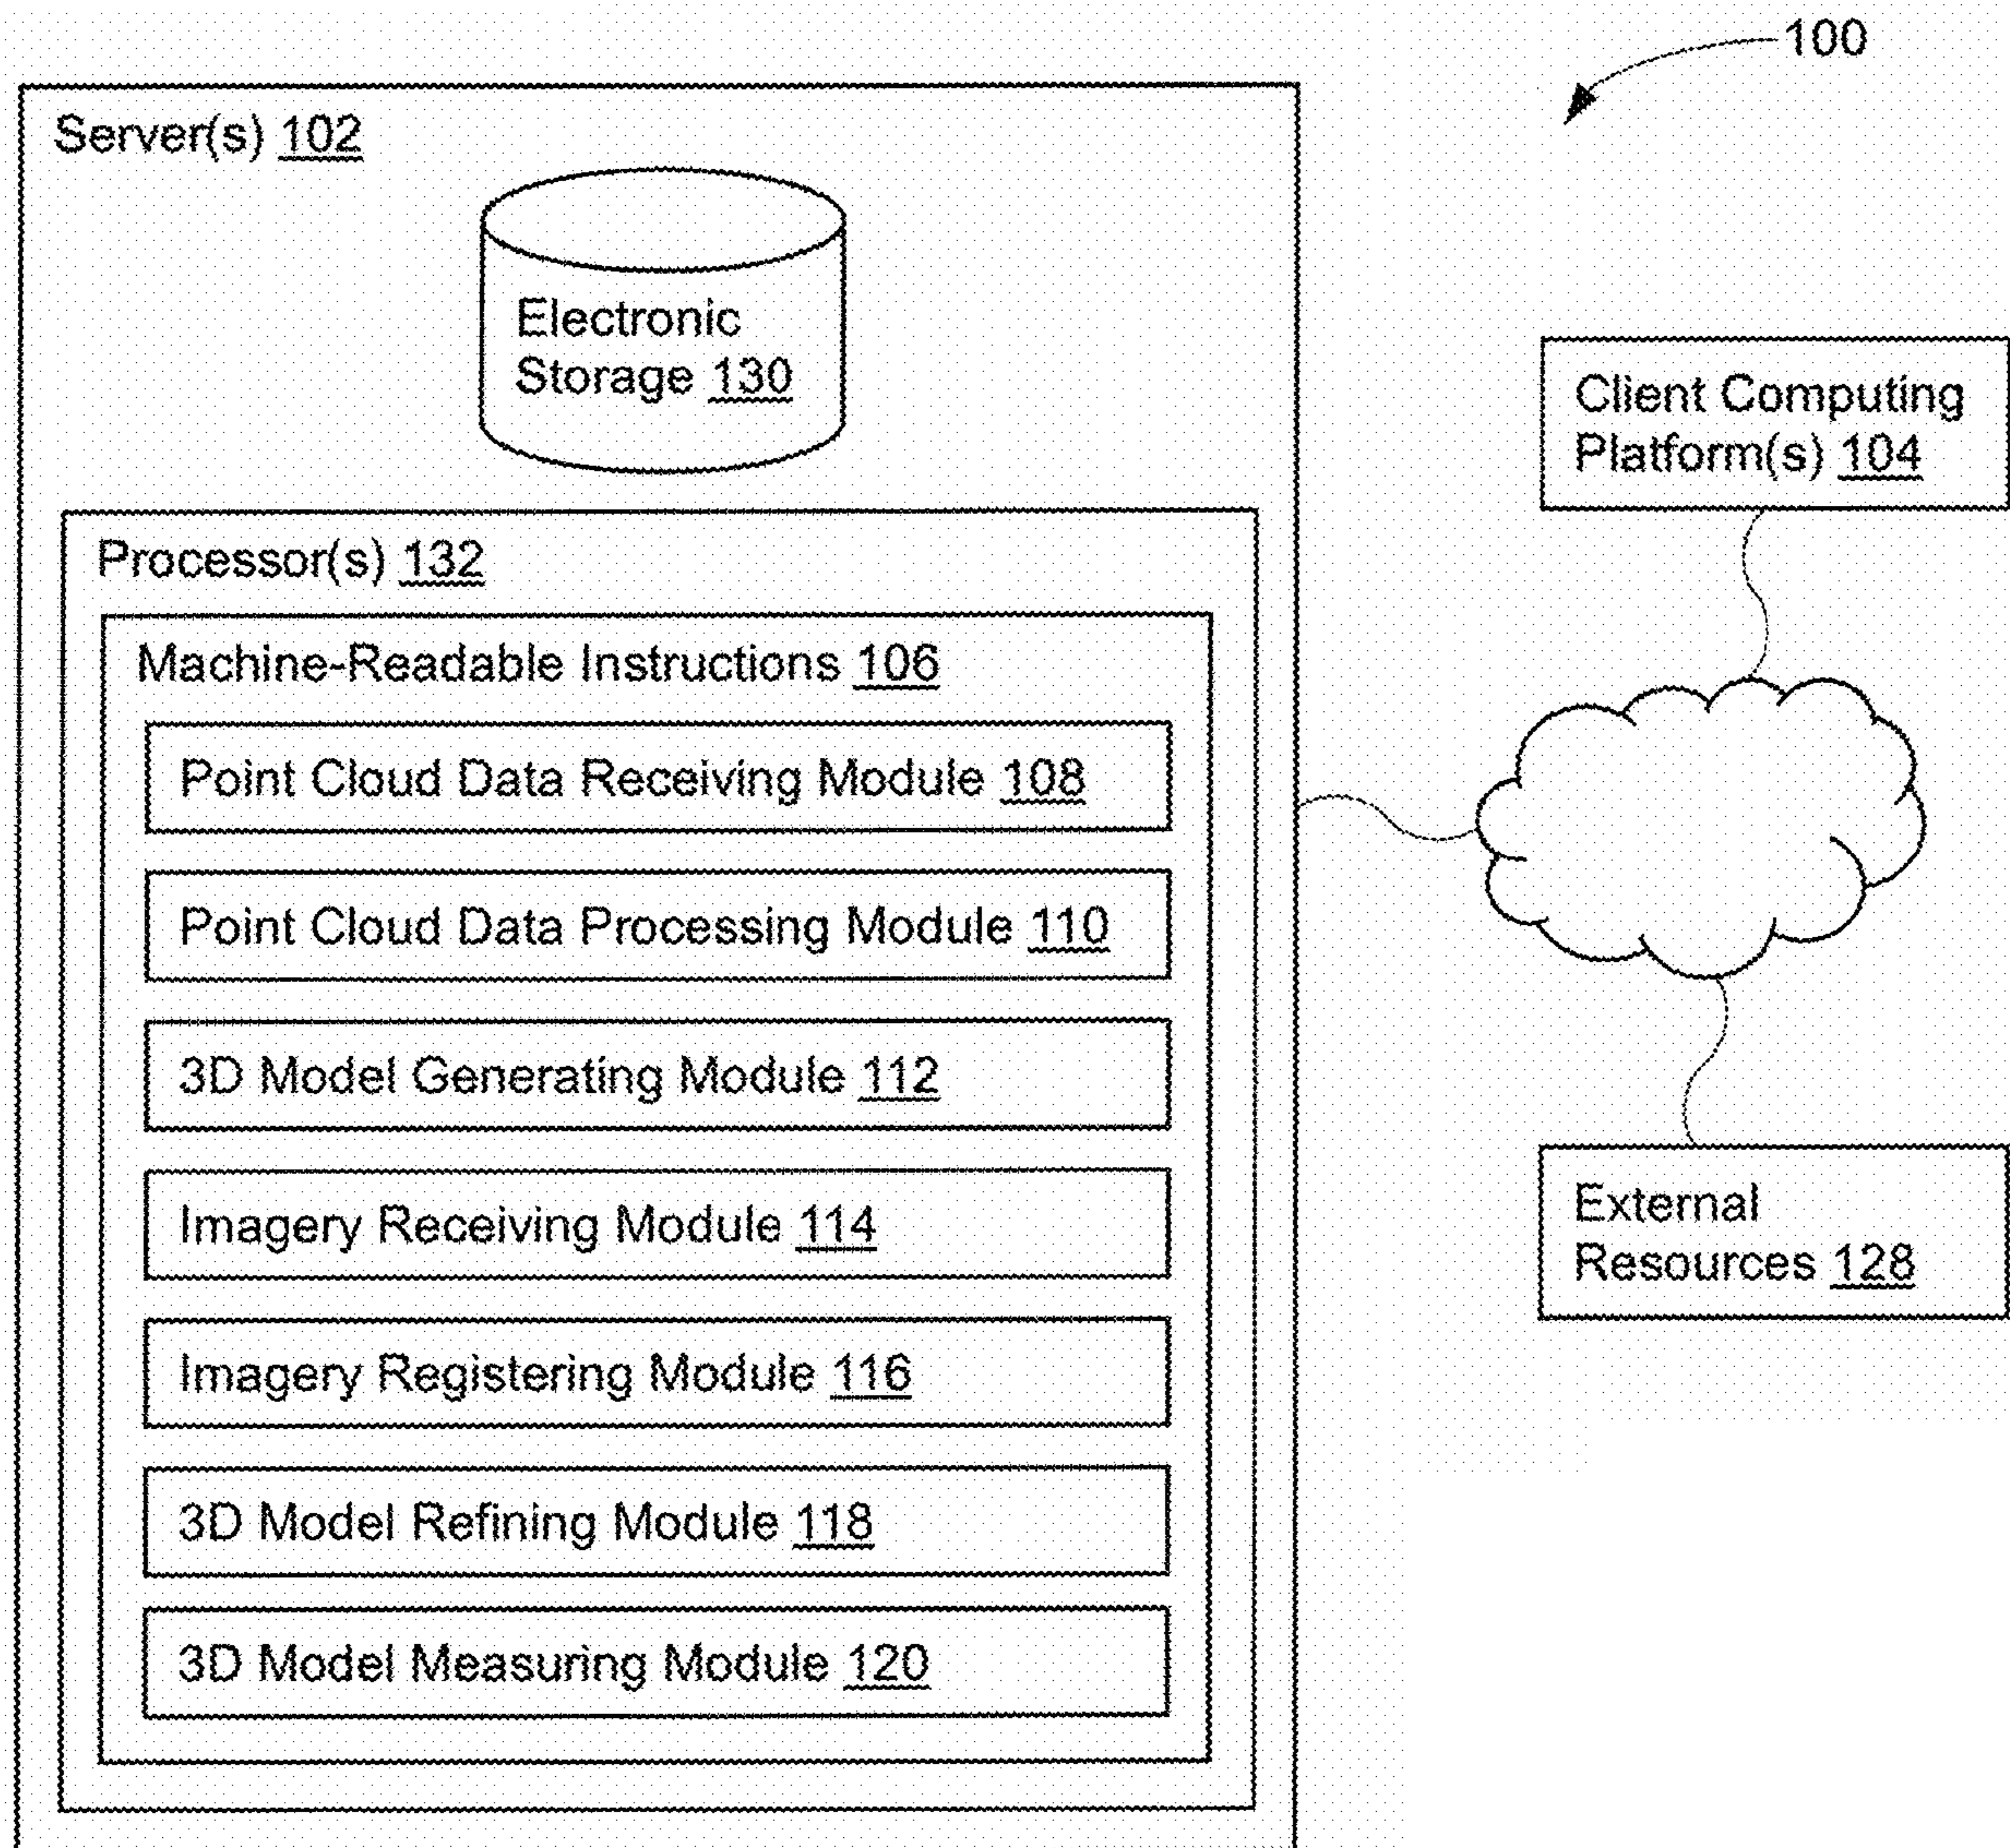 100
Server(s) 102
Electronic
Storage 130
Client Computing
Platform(s) 104
Processor(s) 132
Machine-Readable Instructions 106
Point Cloud Data Receiving Module 108
Point Cloud Data Processing Module 110
3D Model Generating Module 112
Imagery Receiving Module 114
External
Resources 128
Imagery Registering Module 116
3D Model Refining Module 118
3D Model Measuring Module 120